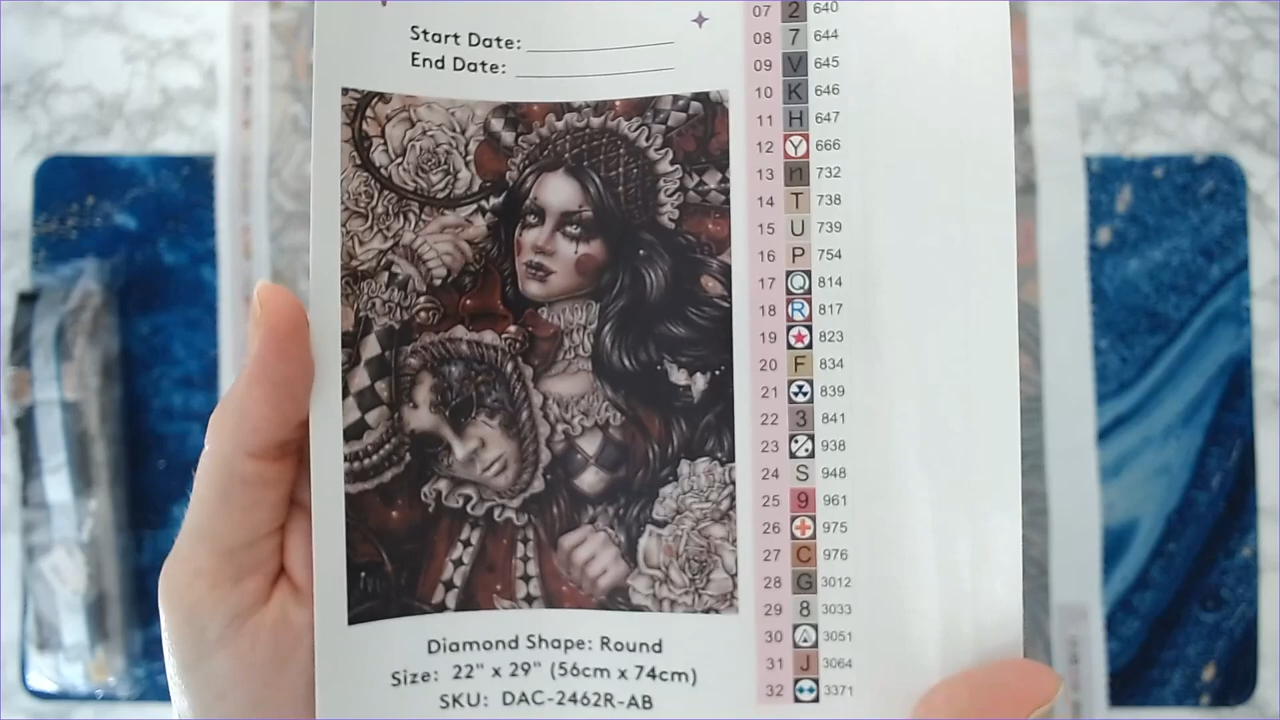 Start Date:
End Date:
Diamond Shape: Round
Size: 22" x 29" (56cm x 74cm)
SKU: DAC-2462R-AB
07 2 640
08 7 644
09 V 645
10 K 646
11 H 647
12 Y 666
13 n 732
14 T 738
15 U 739
16 P 754
17 Q 814
18 R 817
19 ★ 823
20 F 834
21 839
22 3 841
23 938
24 S 948
25 9 961
26 975
27 C 976
28 G 3012
29 8 3033
30 3051
31 J 3064
32 3371